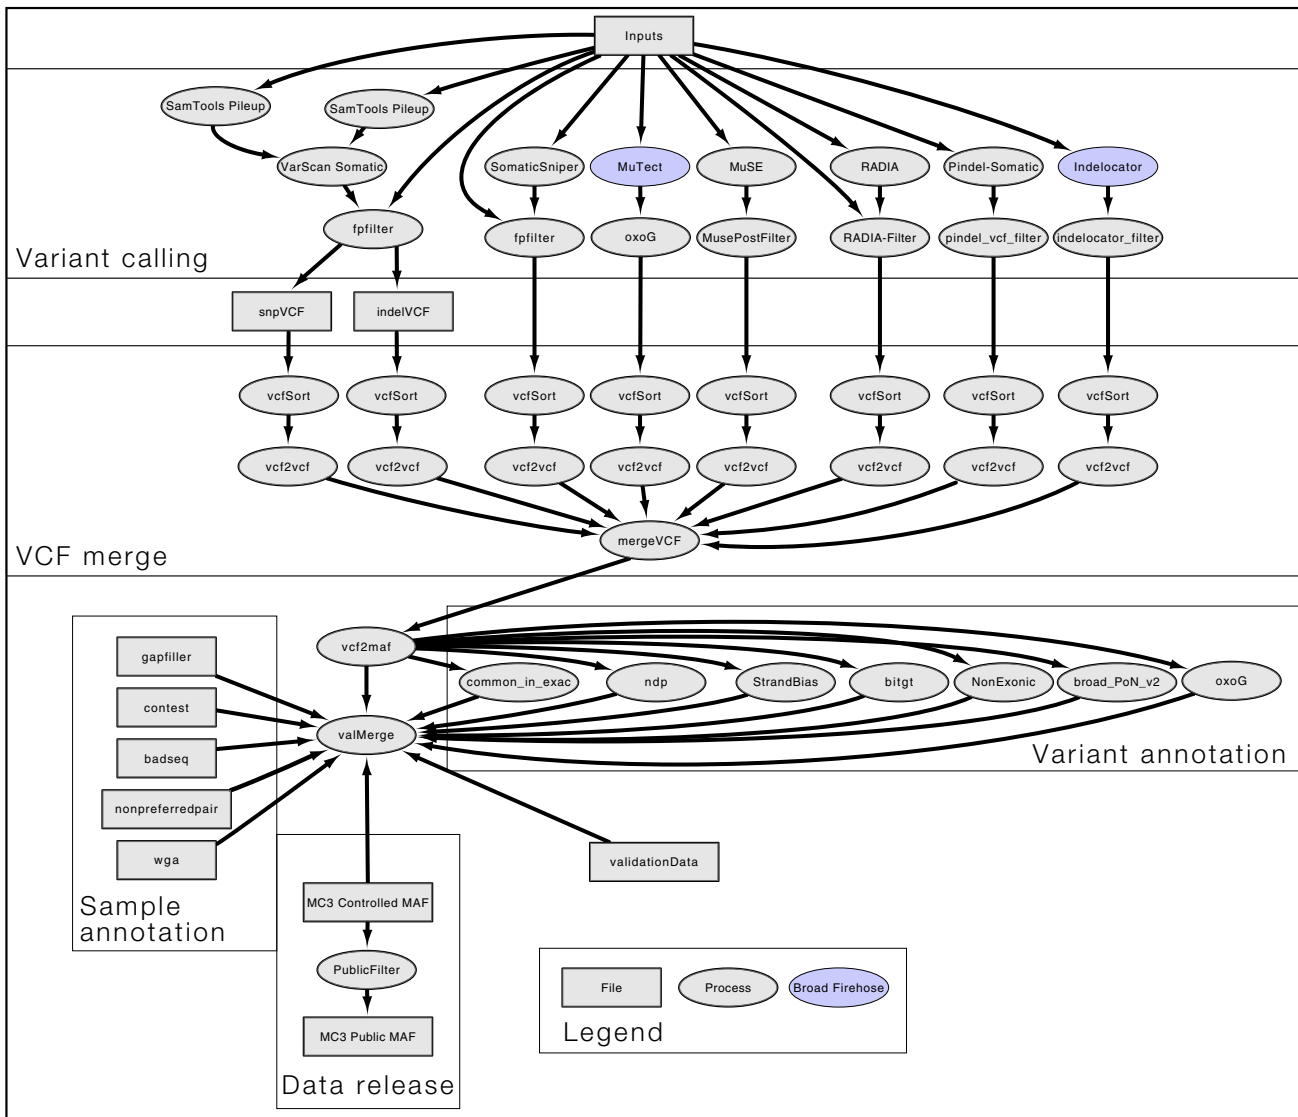 Inputs
SamTools Pileup
SamTools Pileup
VarScan Somatic
SomaticSniper
MuTect
MuSE
RADIA
Pindel-Somatic
Indelocator
fpfilter
fpfilter
oxoG
MusePostFilter
RADIA-Filter
pindel_vcf_filter
indelocator_filter
Variant calling
snpVCF
indelVCF
vcfSort
vcfSort
vcfSort
vcfSort
vcfSort
vcfSort
vcfSort
vcfSort
vcf2vcf
vcf2vcf
vcf2vcf
vcf2vcf
vcf2vcf
vcf2vcf
vcf2vcf
vcf2vcf
mergeVCF
VCF merge
vcf2maf
gapfiller
common_in_exac
ndp
StrandBias
bitgt
NonExonic
broad_PoN_v2
oxoG
contest
valMerge
badseq
Variant annotation
nonpreferredpair
wga
validationData
Sample
annotation
MC3 Controlled MAF
PublicFilter
MC3 Public MAF
Data release
File
Process
Broad Firehose
Legend